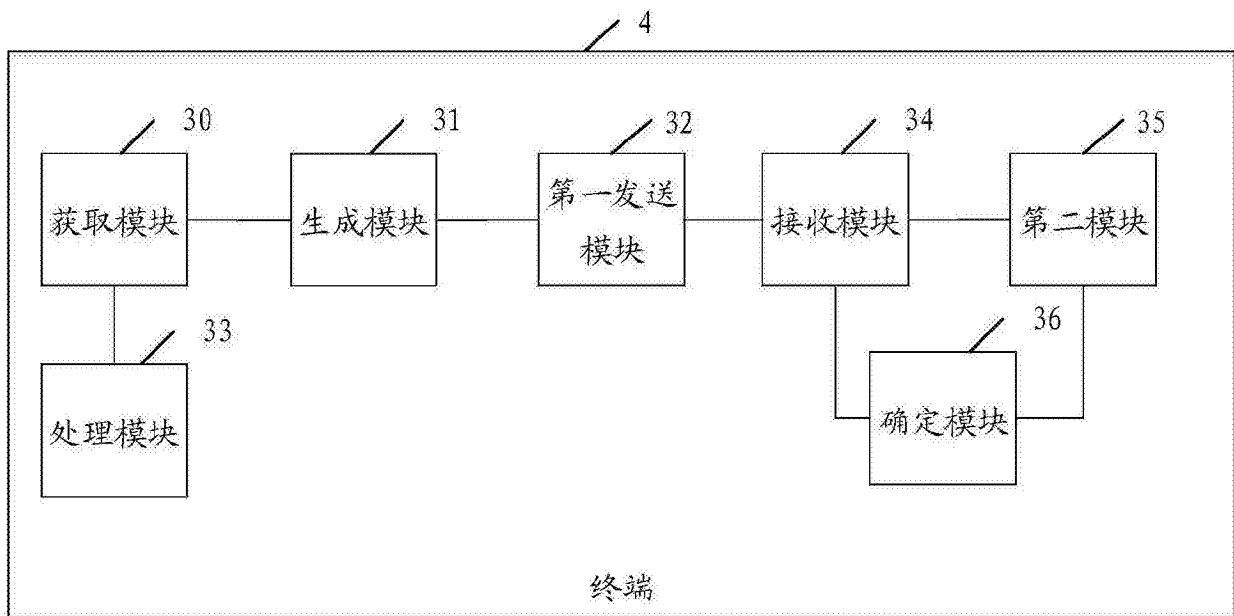 4
30
31
32
34
35
获取模块
生成模块
第一发送
模块
接收模块
第二模块
33
36
处理模块
确定模块
终端